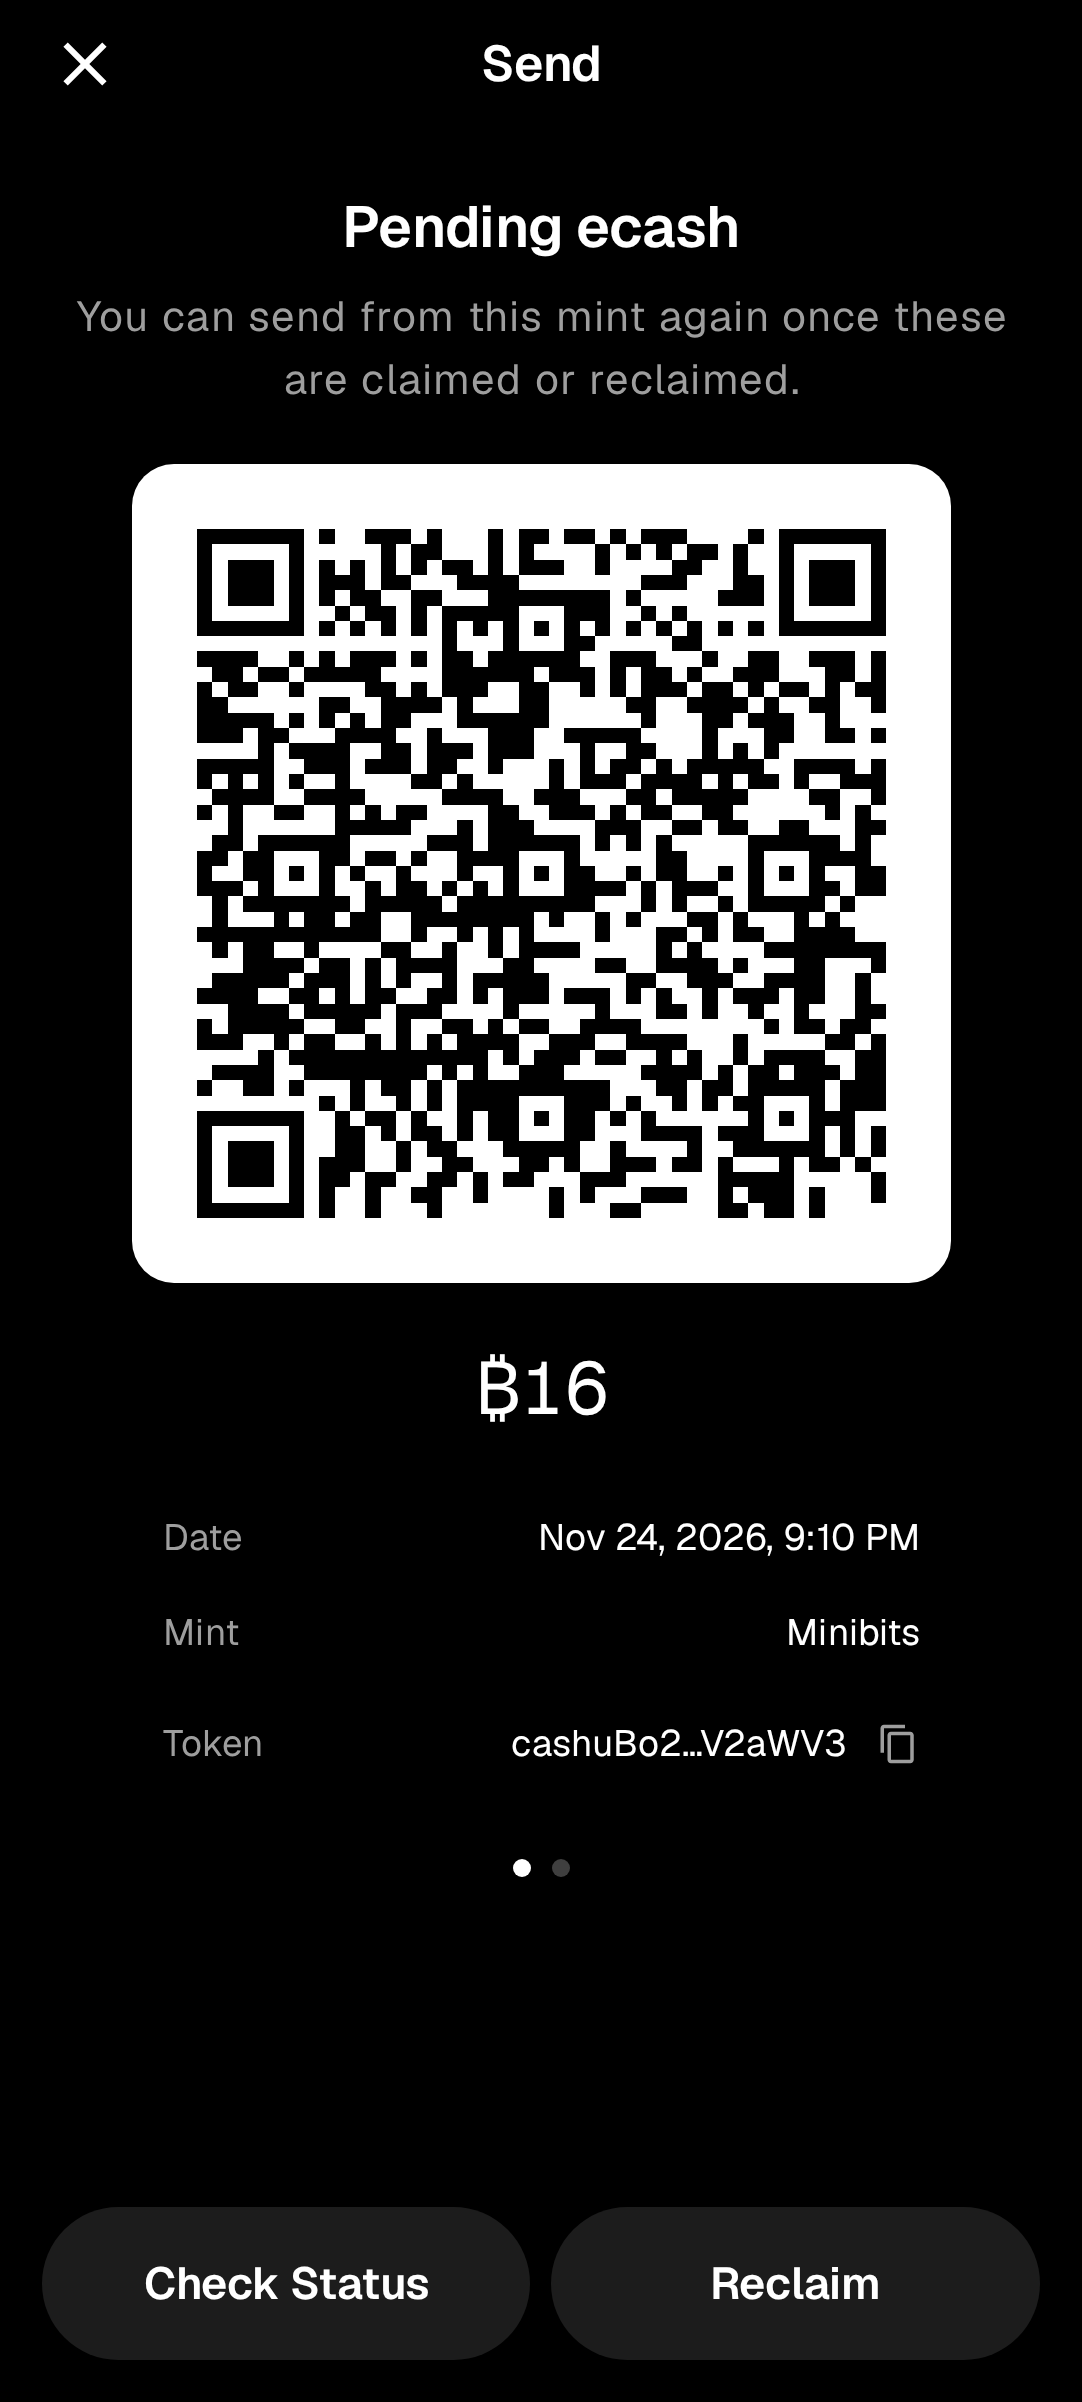 Send
Pending ecash
You can send from this mint again once these
are claimed or reclaimed.
₿16
Date Nov 24, 2026, 9:10 PM
Mint Minibits
Token cashuBo2...V2aWV3
Check Status Reclaim